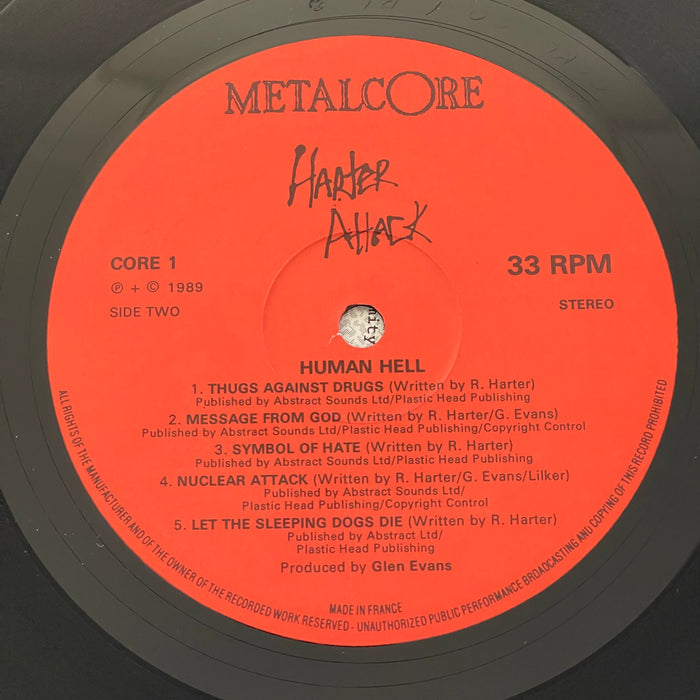 METALCORE
HARTER
ATTACK
CORE 1
℗ + © 1989
SIDE TWO
33 RPM
STEREO
nity
HUMAN HELL
1. THUGS AGAINST DRUGS (Written by R. Harter)
Published by Abstract Sounds Ltd/Plastic Head Publishing
2. MESSAGE FROM GOD (Written by R. Harter/G. Evans)
Published by Abstract Sounds Ltd/Plastic Head Publishing/Copyright Control
3. SYMBOL OF HATE (Written by R. Harter)
Published by Abstract Sounds Ltd/Plastic Head Publishing
4. NUCLEAR ATTACK (Written by R. Harter/G. Evans/Lilker)
Published by Abstract Sounds Ltd/
Plastic Head Publishing/Copyright Control
5. LET THE SLEEPING DOGS DIE (Written by R. Harter)
Published by Abstract Ltd/
Plastic Head Publishing
Produced by Glen Evans
MADE IN FRANCE
ALL RIGHTS OF THE MANUFACTURER AND OF THE OWNER OF THE RECORDED WORK RESERVED - UNAUTHORIZED PUBLIC PERFORMANCE BROADCASTING AND COPYING OF THIS RECORD PROHIBITED